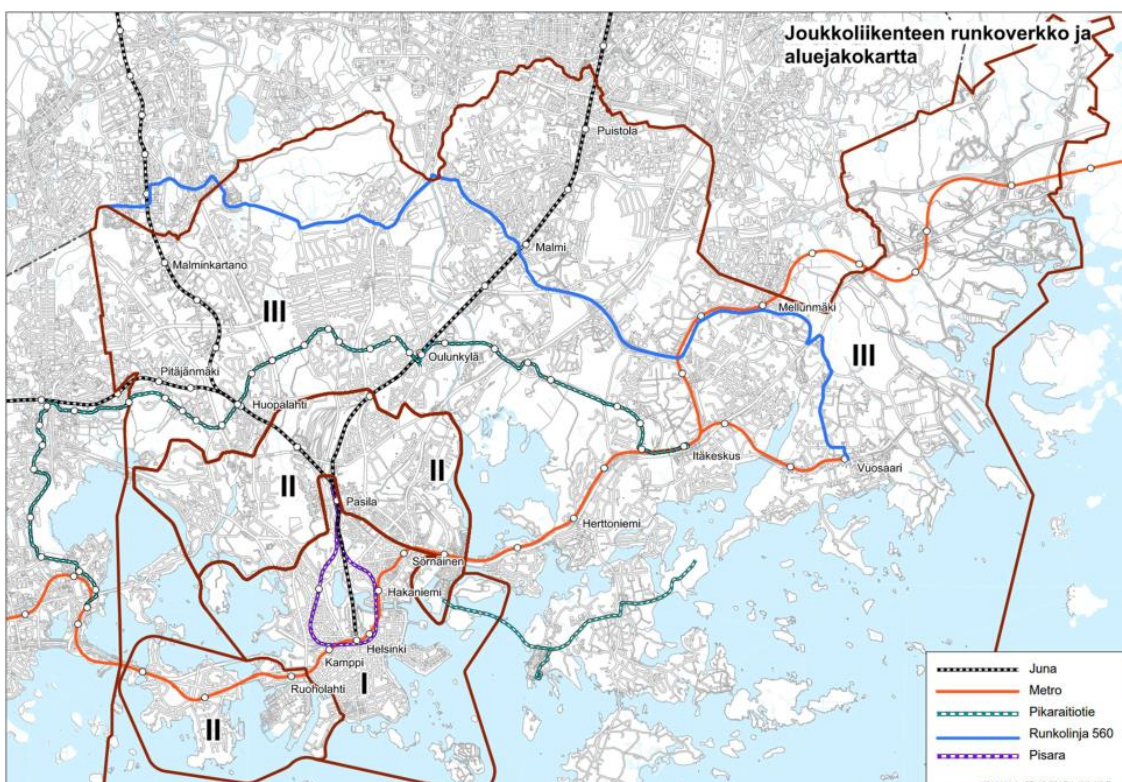 Joukkoliikenteen runkoverkko ja
aluejakokartta
Puistola
Malmi
Malminkartano
III
Mellunmäki
III
Oulunkylä
Pitäjänmäki
Huopalahti
Itäkeskus
Vuosaari
II
II
Pasila
Herttoniemi
Sörnäinen
Hakaniemi
Helsinki
Kamppi
Ruoholahti
I
II
Juna
Metro
Pikaraitiotie
Runkolinja 560
Pisara